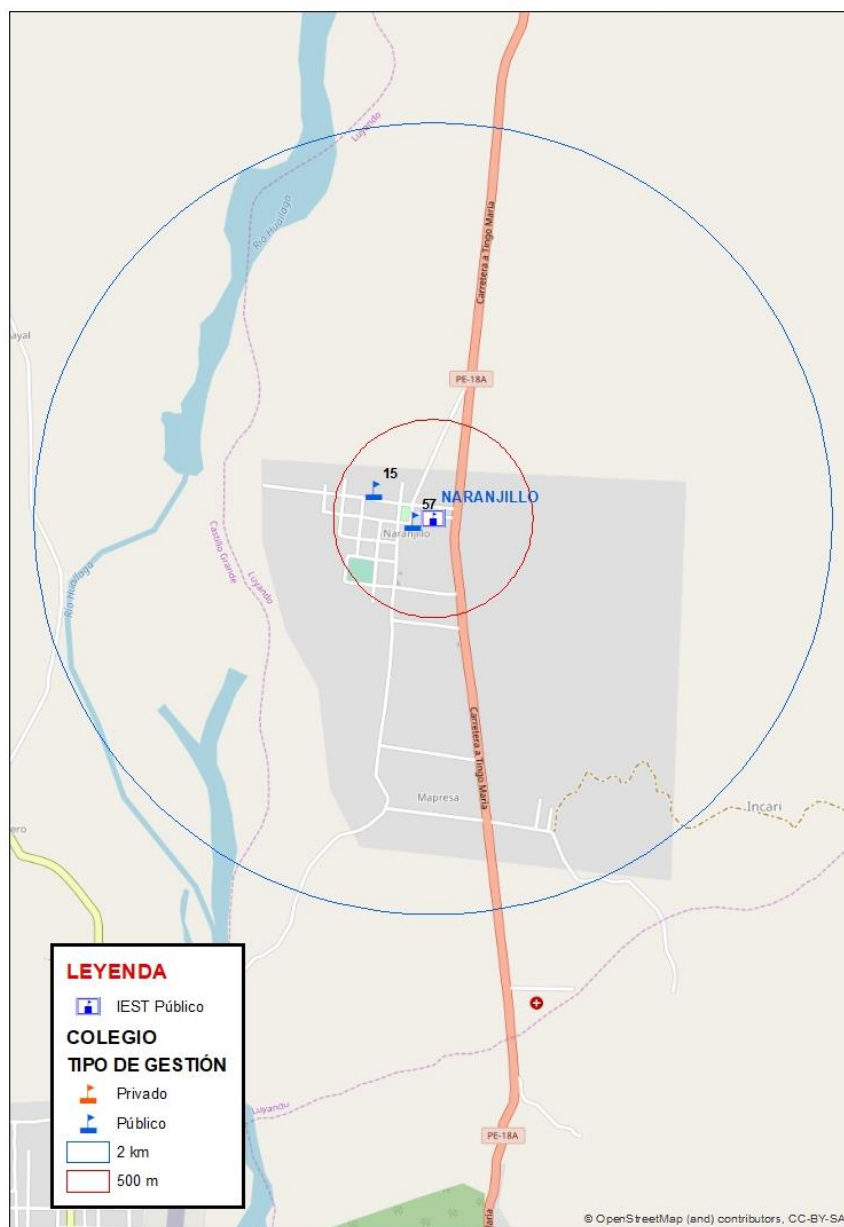 Luyando
Río Huallaga
Carretera a Tingo María
ayal
PE-18A
15
57
NARANJILLO
Naranjillo
Castillo Grande
Luyando
Río Huallaga
Carretera a Tingo María
Mapresa
Incari
ero
LEYENDA
IEST Público
COLEGIO
TIPO DE GESTIÓN
Privado
Público
2 km
500 m
Luyando
PE-18A
María
© OpenStreetMap (and) contributors, CC-BY-SA